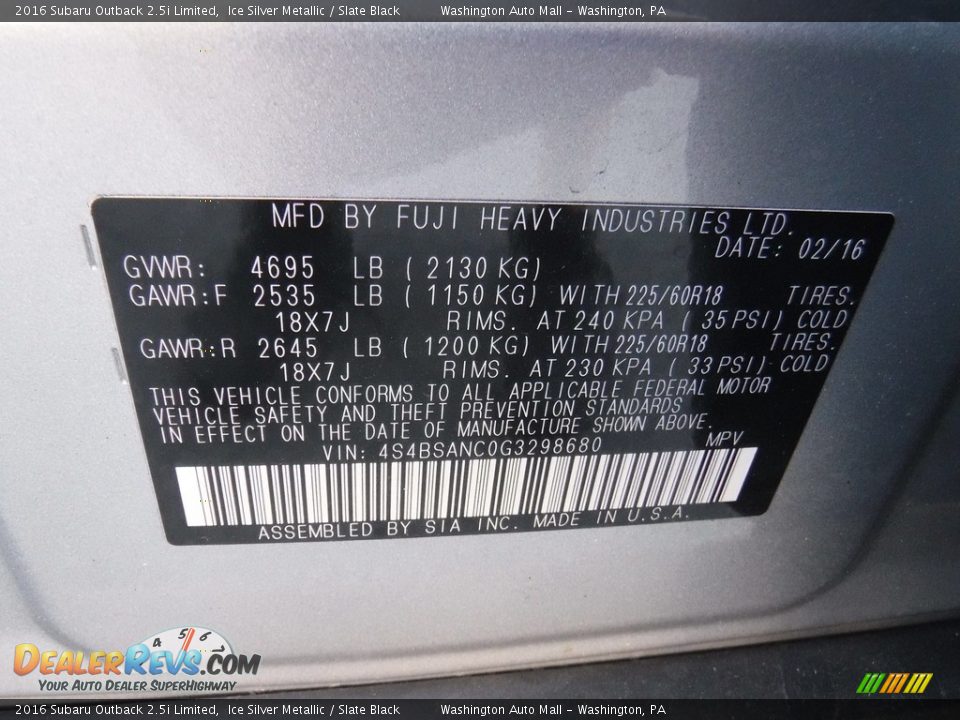 2016 Subaru Outback 2.5i Limited, Ice Silver Metallic / Slate Black Washington Auto Mall - Washington, PA
MFD BY FUJI HEAVY INDUSTRIES LTD.
DATE: 02/16
GVWR: 4695 LB ( 2130 KG)
GAWR:F 2535 LB ( 1150 KG) WITH 225/60R18 TIRES.
18X7J RIMS. AT 240 KPA ( 35 PSI) COLD
GAWR:R 2645 LB ( 1200 KG) WITH 225/60R18 TIRES.
18X7J RIMS. AT 230 KPA ( 33 PSI) COLD
THIS VEHICLE CONFORMS TO ALL APPLICABLE FEDERAL MOTOR
VEHICLE SAFETY AND THEFT PREVENTION STANDARDS
IN EFFECT ON THE DATE OF MANUFACTURE SHOWN ABOVE.
VIN: 4S4BSANC0G3298680 MPV
ASSEMBLED BY SIA INC. MADE IN U.S.A.
4 5 6
DEALERREVS.COM
YOUR AUTO DEALER SUPERHIGHWAY
2016 Subaru Outback 2.5i Limited, Ice Silver Metallic / Slate Black Washington Auto Mall - Washington, PA